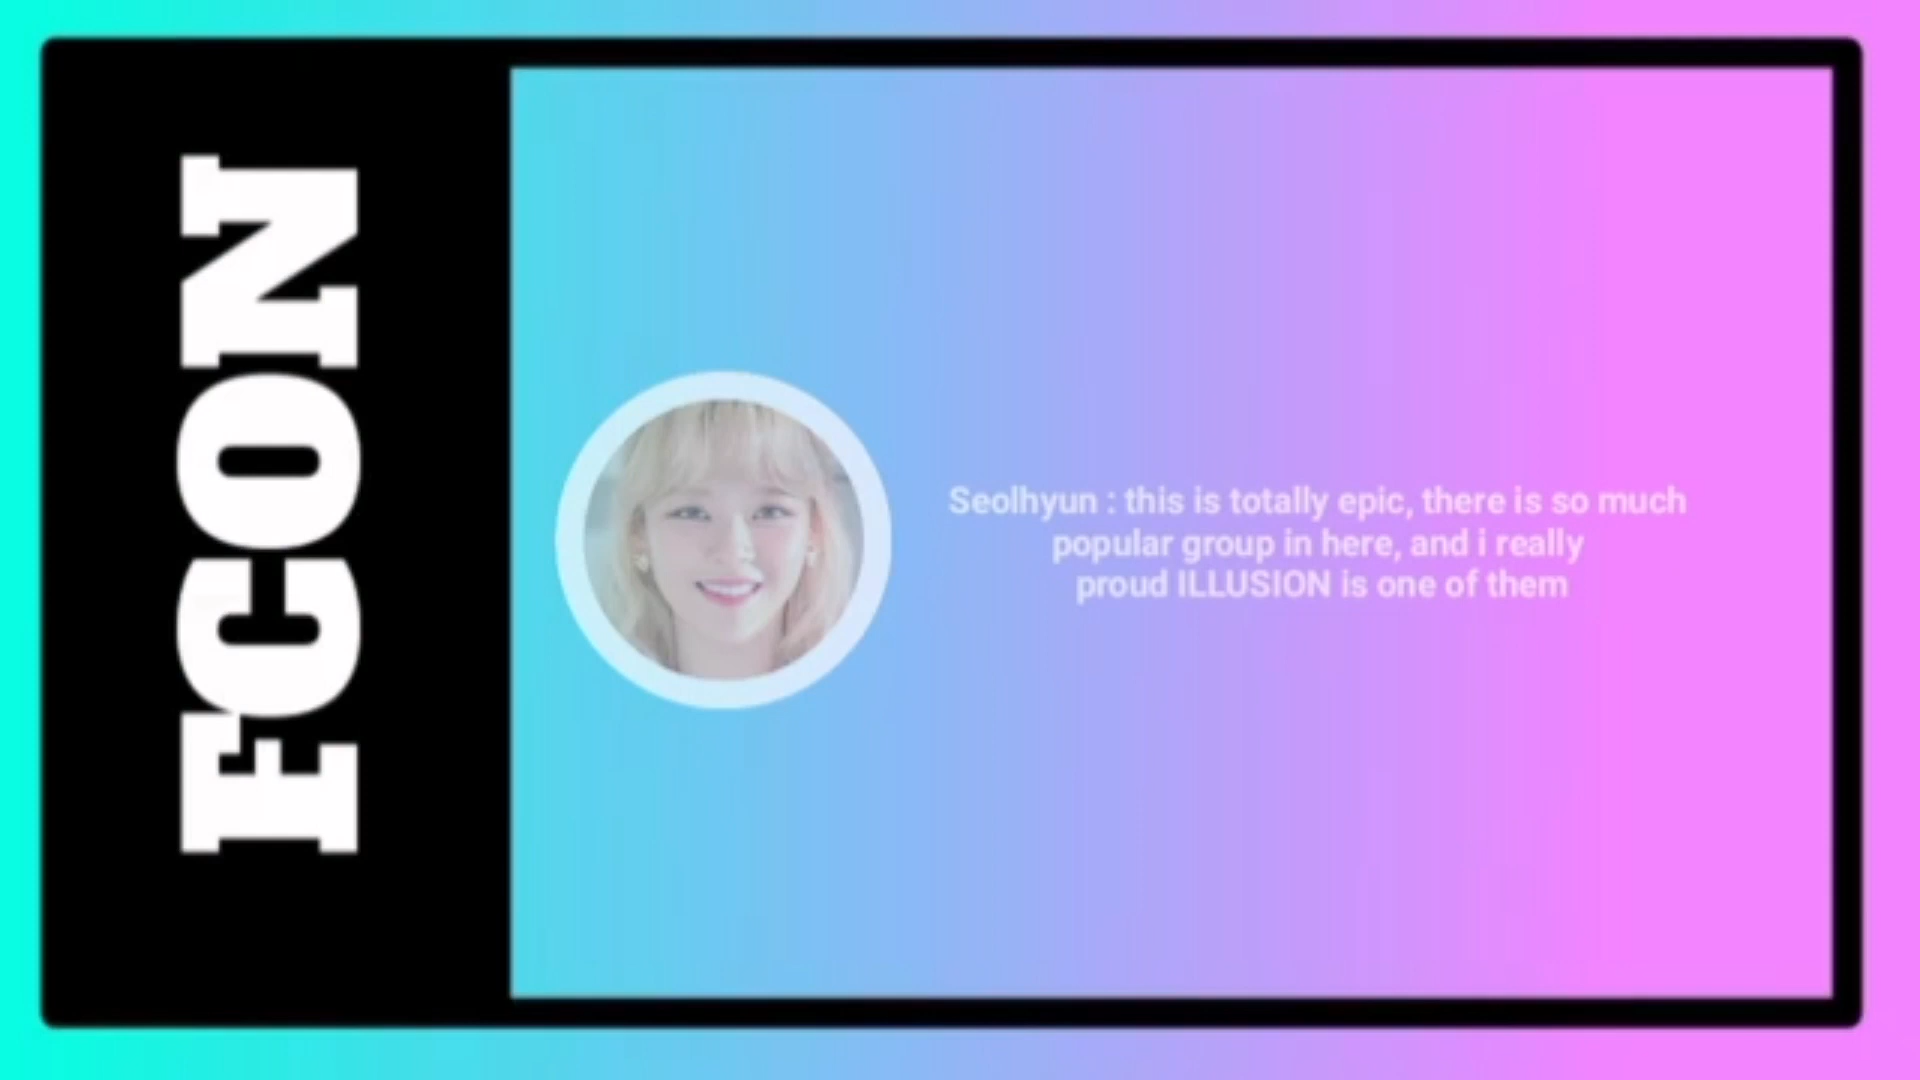 FCON
Seolhyun : this is totally epic, there is so much
popular group in here, and i really
proud ILLUSION is one of them